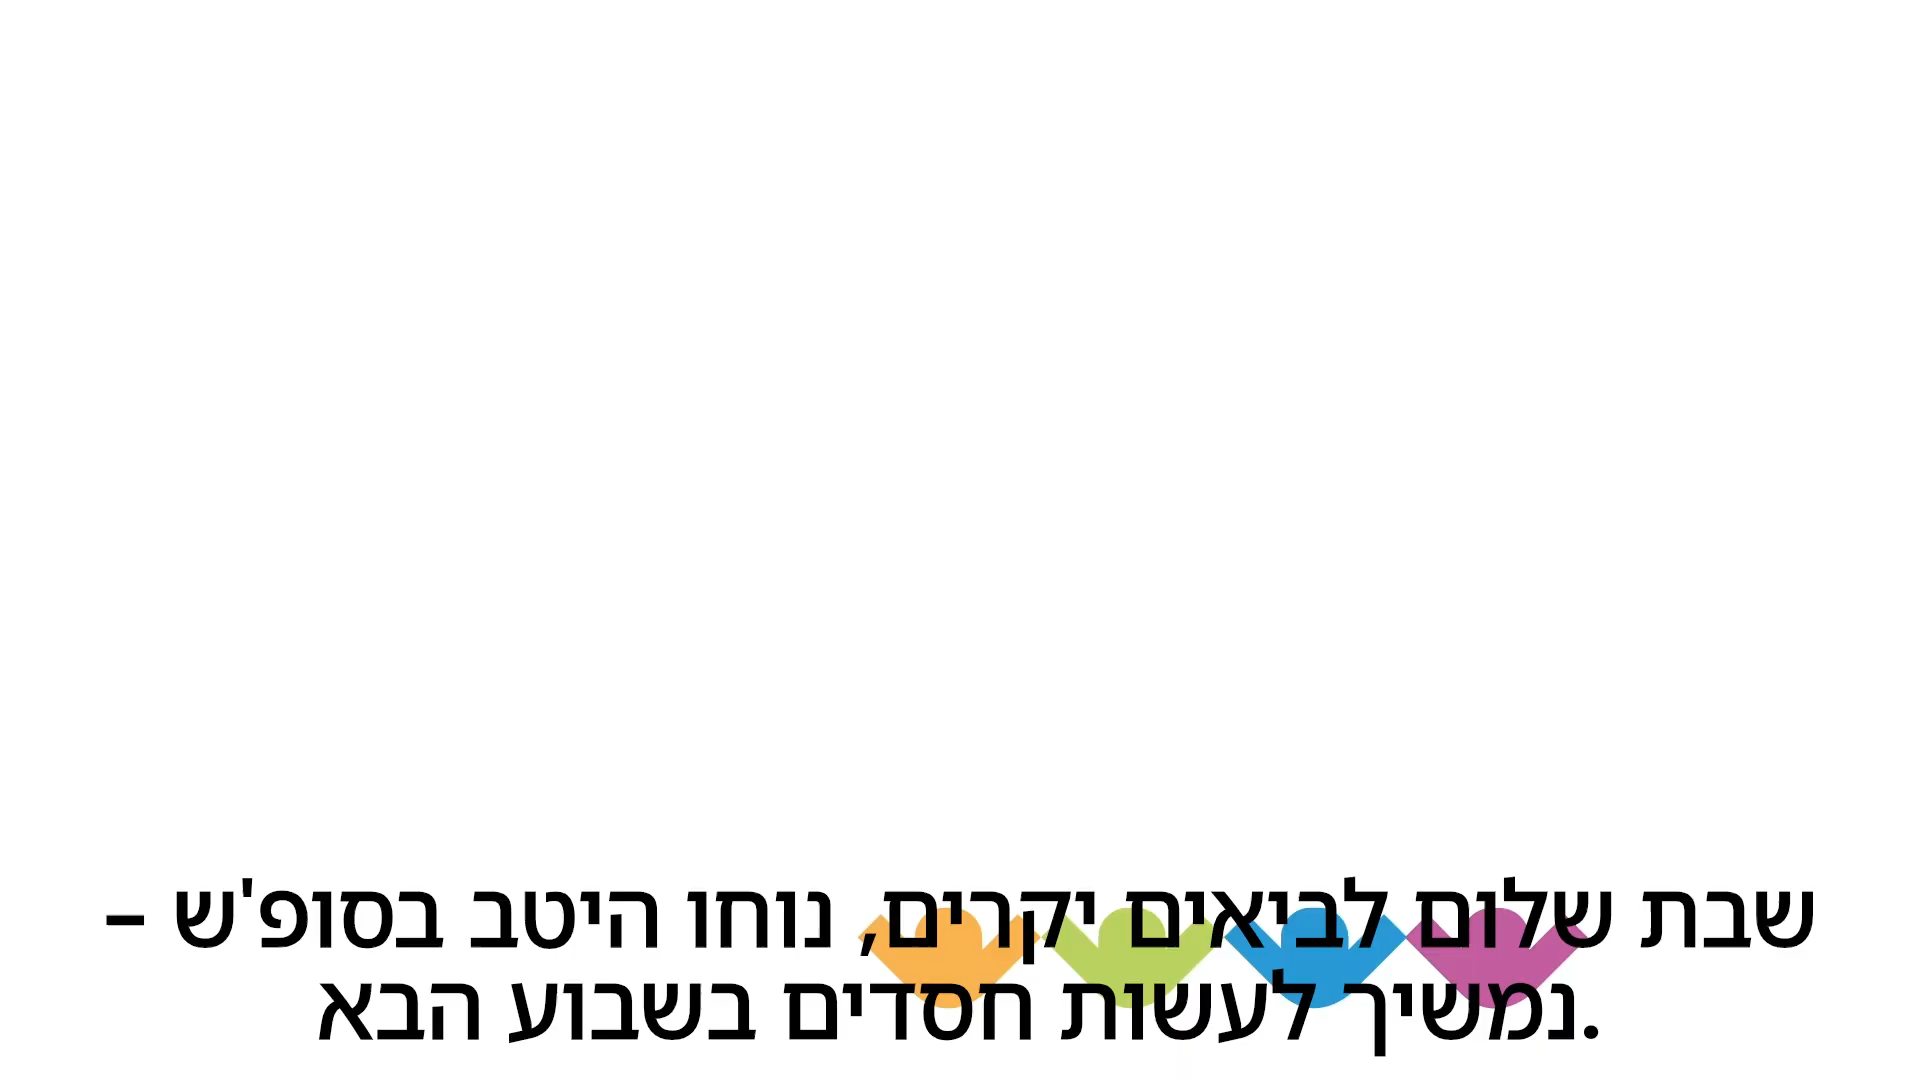 שבת שלום לביאים יקרים, נוחו היטב בסופ'ש –
נמשיך לעשות חסדים בשבוע הבא.